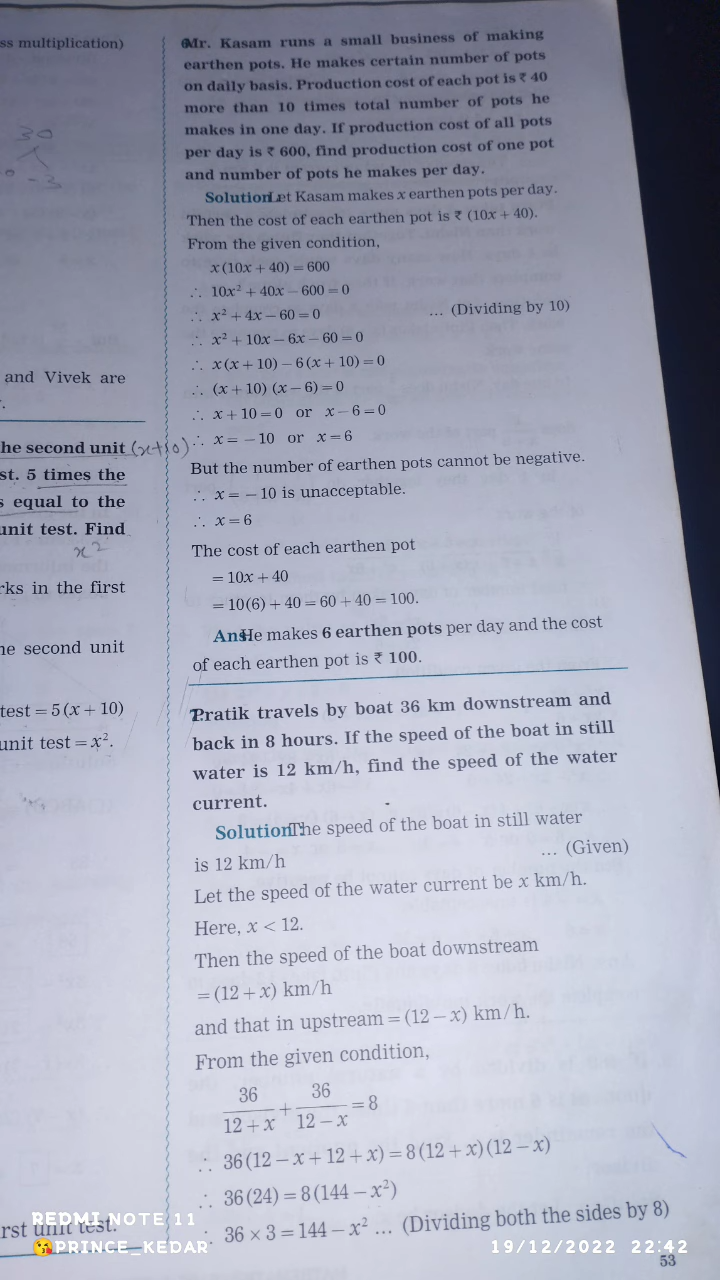 ss multiplication)
30
- 3
and Vivek are
he second unit (x+10)
st. 5 times the
s equal to the
unit test. Find
x²
rks in the first
ne second unit
test = 5(x + 10)
unit test = x².
rst unit test.
Mr. Kasam runs a small business of making
earthen pots. He makes certain number of pots
on daily basis. Production cost of each pot is ₹ 40
more than 10 times total number of pots he
makes in one day. If production cost of all pots
per day is ₹ 600, find production cost of one pot
and number of pots he makes per day.
Solution: Let Kasam makes x earthen pots per day.
Then the cost of each earthen pot is ₹ (10x + 40).
From the given condition,
x(10x + 40) = 600
∴ 10x² + 40x – 600 = 0
∴ x² + 4x – 60 = 0 ... (Dividing by 10)
∴ x² + 10x – 6x – 60 = 0
∴ x(x + 10) – 6(x + 10) = 0
∴ (x + 10) (x – 6) = 0
∴ x + 10 = 0 or x – 6 = 0
∴ x = – 10 or x = 6
But the number of earthen pots cannot be negative.
∴ x = – 10 is unacceptable.
∴ x = 6
The cost of each earthen pot
= 10x + 40
= 10(6) + 40 = 60 + 40 = 100.
Ans. He makes 6 earthen pots per day and the cost
of each earthen pot is ₹ 100.
Pratik travels by boat 36 km downstream and
back in 8 hours. If the speed of the boat in still
water is 12 km/h, find the speed of the water
current.
Solution: The speed of the boat in still water
is 12 km/h ... (Given)
Let the speed of the water current be x km/h.
Here, x < 12.
Then the speed of the boat downstream
= (12 + x) km/h
and that in upstream = (12 – x) km/h.
From the given condition,
36/(12 + x) + 36/(12 – x) = 8
∴ 36(12 – x + 12 + x) = 8(12 + x)(12 – x)
∴ 36(24) = 8(144 – x²)
∴ 36 × 3 = 144 – x² ... (Dividing both the sides by 8)
53
REDMI NOTE 11
😘PRINCE_KEDAR
19/12/2022 22:42